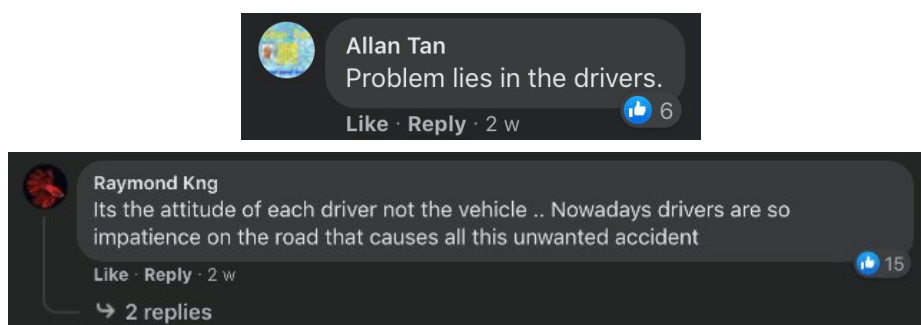 Allan Tan
Problem lies in the drivers.
6
Like · Reply · 2 w
Raymond Kng
Its the attitude of each driver not the vehicle .. Nowadays drivers are so
impatience on the road that causes all this unwanted accident
15
Like · Reply · 2 w
2 replies